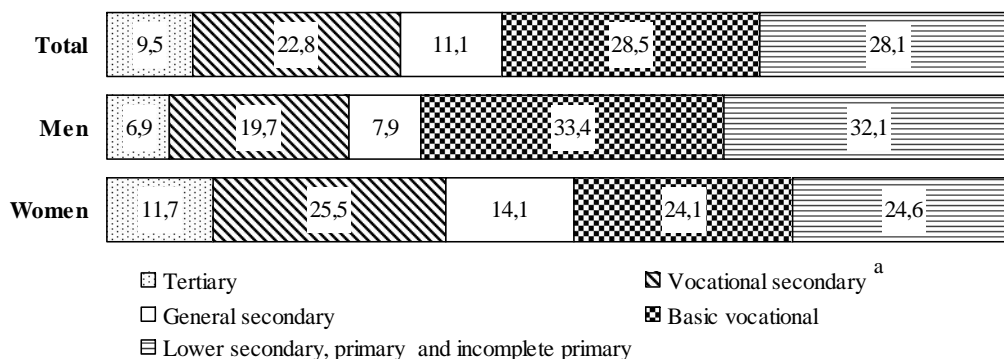 Total 9,5 22,8 11,1 28,5 28,1
Men 6,9 19,7 7,9 33,4 32,1
Women 11,7 25,5 14,1 24,1 24,6
Tertiary Vocational secondary a
General secondary Basic vocational
Lower secondary, primary and incomplete primary